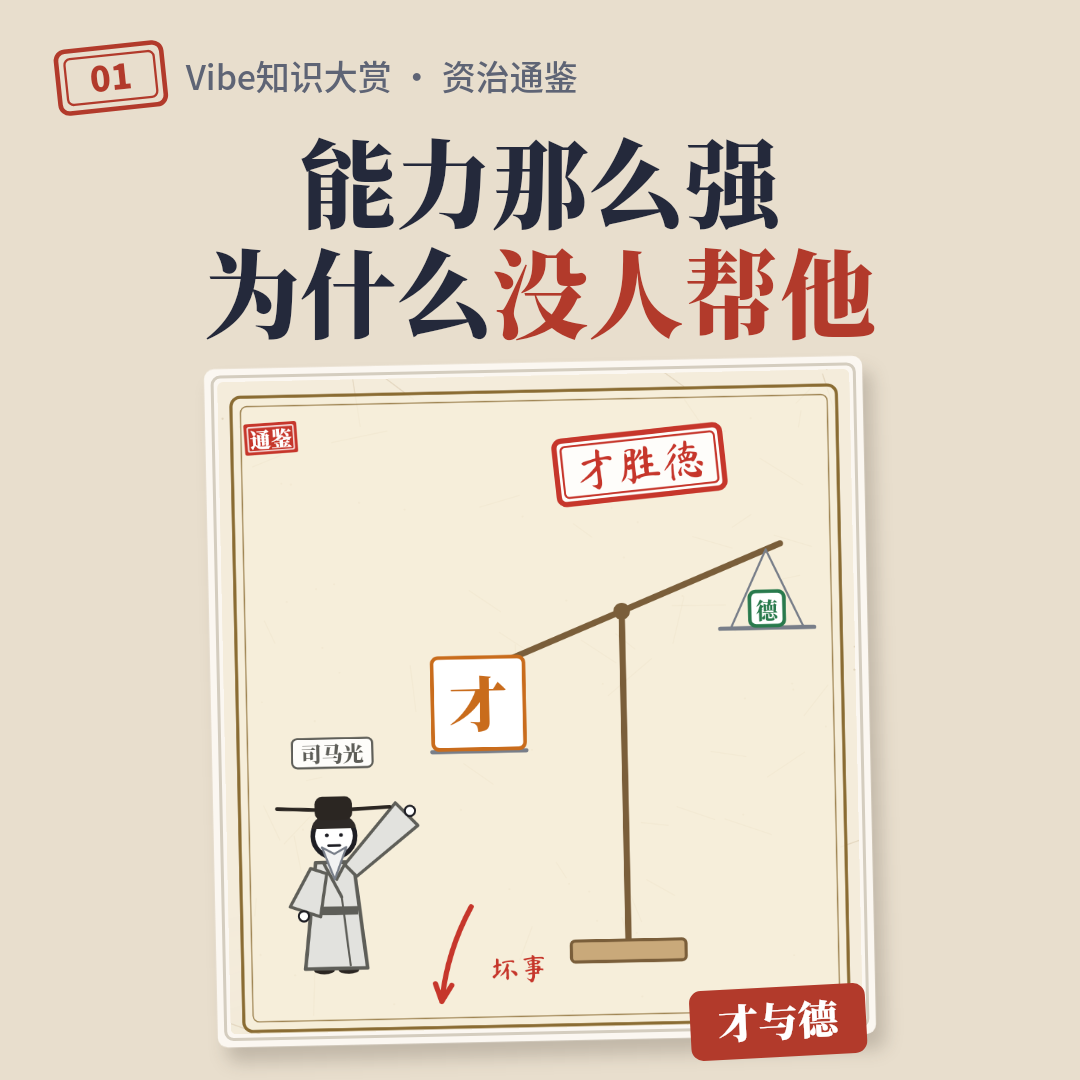 01
Vibe知识大赏 · 资治通鉴
能力那么强
为什么没人帮他
通鉴
才胜德
德
才
司马光
坏事
才与德